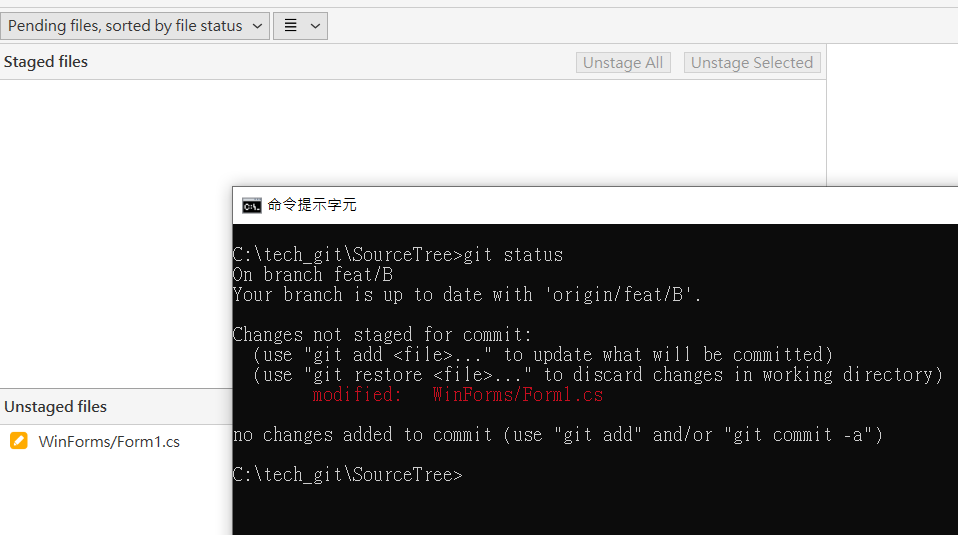 Pending files, sorted by file status
Staged files
Unstage All
Unstage Selected
命令提示字元
C:\tech_git\SourceTree>git status
On branch feat/B
Your branch is up to date with 'origin/feat/B'.
Changes not staged for commit:
(use "git add <file>..." to update what will be committed)
(use "git restore <file>..." to discard changes in working directory)
modified:   WinForms/Form1.cs
no changes added to commit (use "git add" and/or "git commit -a")
C:\tech_git\SourceTree>
Unstaged files
WinForms/Form1.cs